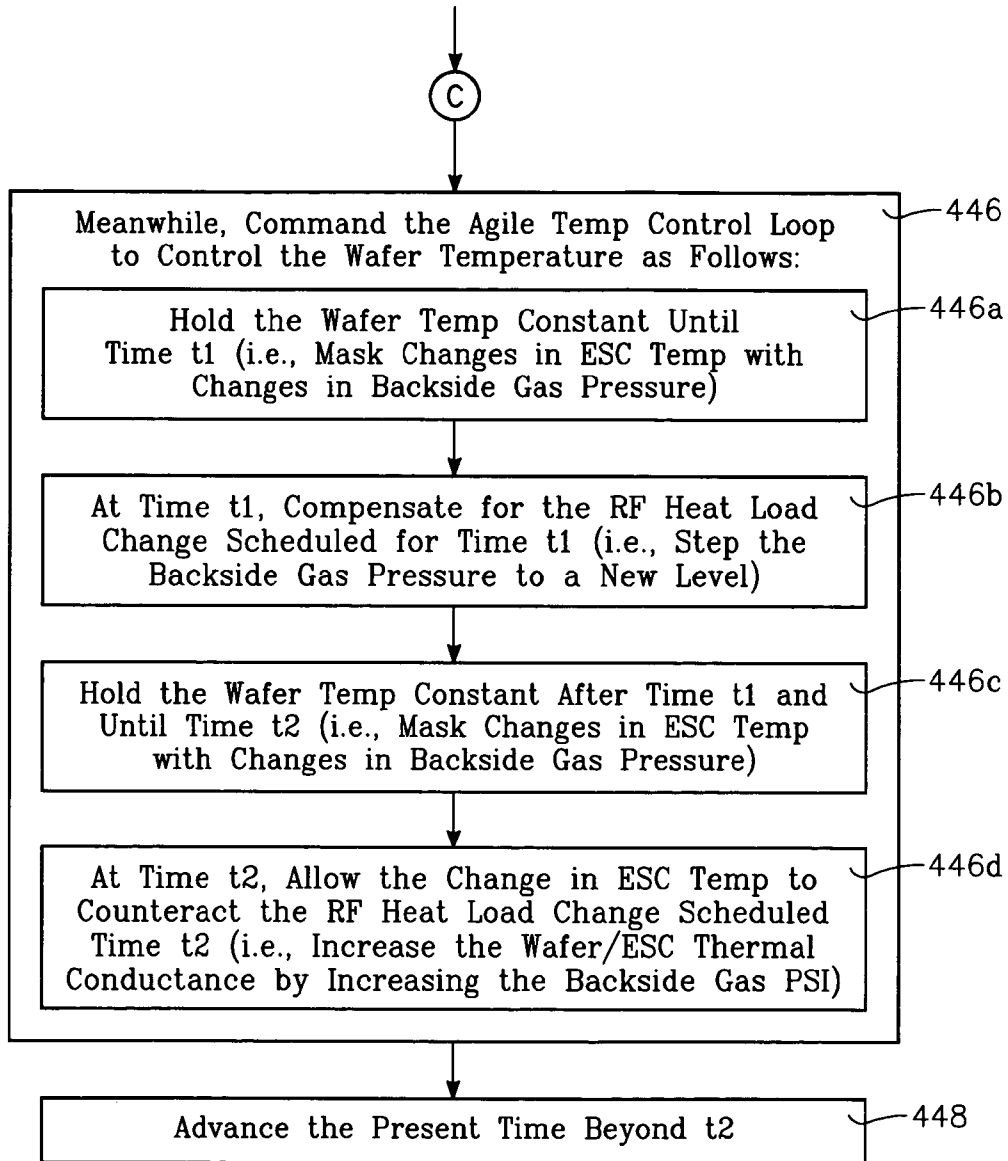 C
Meanwhile, Command the Agile Temp Control Loop
to Control the Wafer Temperature as Follows:
446
Hold the Wafer Temp Constant Until
Time t1 (i.e., Mask Changes in ESC Temp with
Changes in Backside Gas Pressure)
446a
At Time t1, Compensate for the RF Heat Load
Change Scheduled for Time t1 (i.e., Step the
Backside Gas Pressure to a New Level)
446b
Hold the Wafer Temp Constant After Time t1 and
Until Time t2 (i.e., Mask Changes in ESC Temp
with Changes in Backside Gas Pressure)
446c
At Time t2, Allow the Change in ESC Temp to
Counteract the RF Heat Load Change Scheduled
Time t2 (i.e., Increase the Wafer/ESC Thermal
Conductance by Increasing the Backside Gas PSI)
446d
Advance the Present Time Beyond t2
448